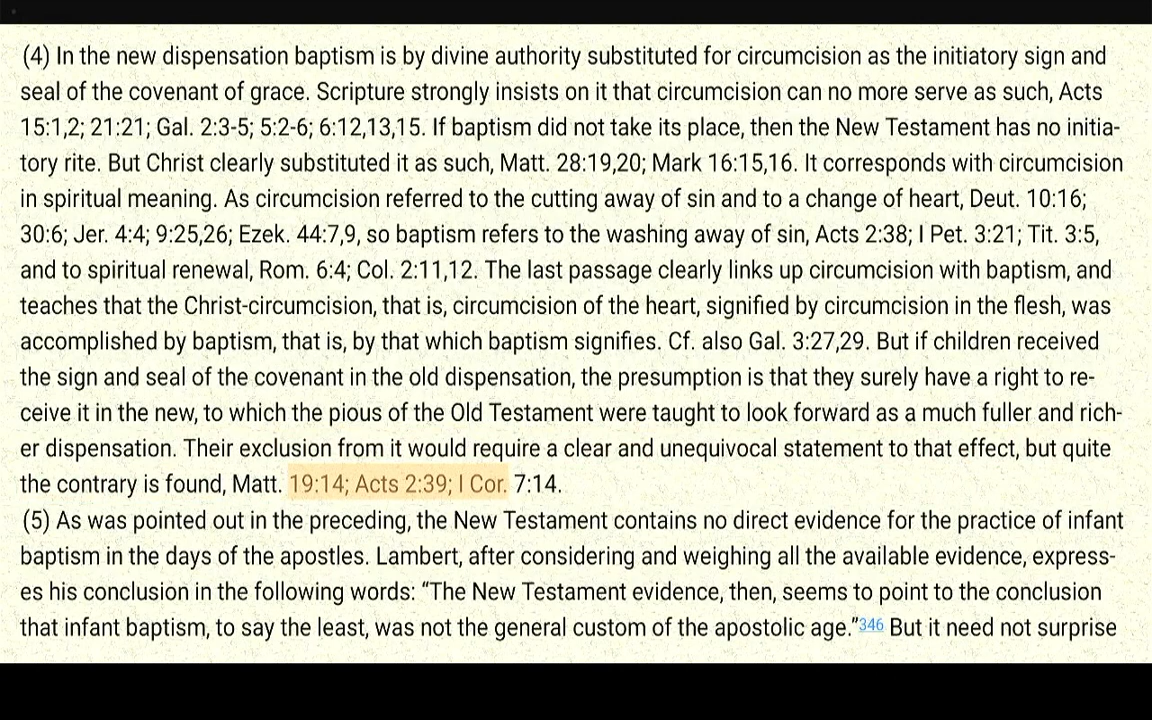 (4) In the new dispensation baptism is by divine authority substituted for circumcision as the initiatory sign and
seal of the covenant of grace. Scripture strongly insists on it that circumcision can no more serve as such, Acts
15:1,2; 21:21; Gal. 2:3-5; 5:2-6; 6:12,13,15. If baptism did not take its place, then the New Testament has no initia-
tory rite. But Christ clearly substituted it as such, Matt. 28:19,20; Mark 16:15,16. It corresponds with circumcision
in spiritual meaning. As circumcision referred to the cutting away of sin and to a change of heart, Deut. 10:16;
30:6; Jer. 4:4; 9:25,26; Ezek. 44:7,9, so baptism refers to the washing away of sin, Acts 2:38; I Pet. 3:21; Tit. 3:5,
and to spiritual renewal, Rom. 6:4; Col. 2:11,12. The last passage clearly links up circumcision with baptism, and
teaches that the Christ-circumcision, that is, circumcision of the heart, signified by circumcision in the flesh, was
accomplished by baptism, that is, by that which baptism signifies. Cf. also Gal. 3:27,29. But if children received
the sign and seal of the covenant in the old dispensation, the presumption is that they surely have a right to re-
ceive it in the new, to which the pious of the Old Testament were taught to look forward as a much fuller and rich-
er dispensation. Their exclusion from it would require a clear and unequivocal statement to that effect, but quite
the contrary is found, Matt. 19:14; Acts 2:39; I Cor. 7:14.
(5) As was pointed out in the preceding, the New Testament contains no direct evidence for the practice of infant
baptism in the days of the apostles. Lambert, after considering and weighing all the available evidence, express-
es his conclusion in the following words: “The New Testament evidence, then, seems to point to the conclusion
that infant baptism, to say the least, was not the general custom of the apostolic age.”346 But it need not surprise